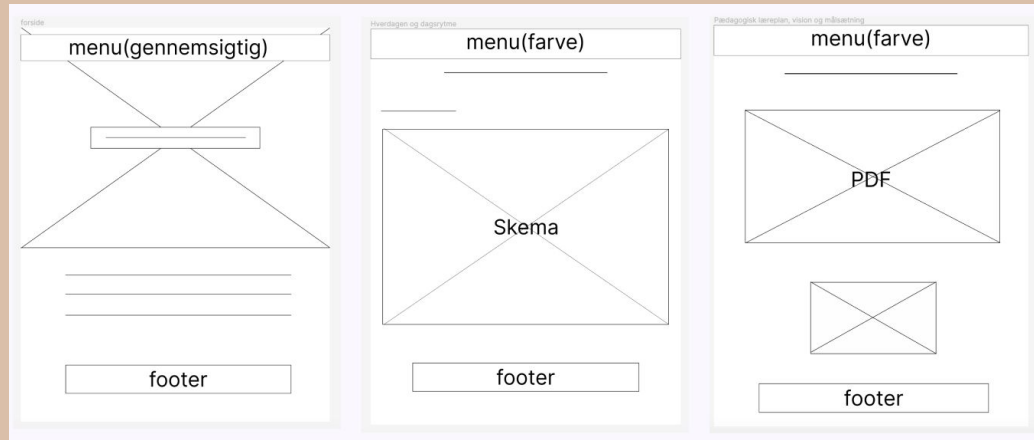 forside
menu(gennemsigtig)
footer
Hverdagen og dagsrytme
menu(farve)
Skema
footer
Pædagogisk læreplan, vision og målsætning
menu(farve)
PDF
footer